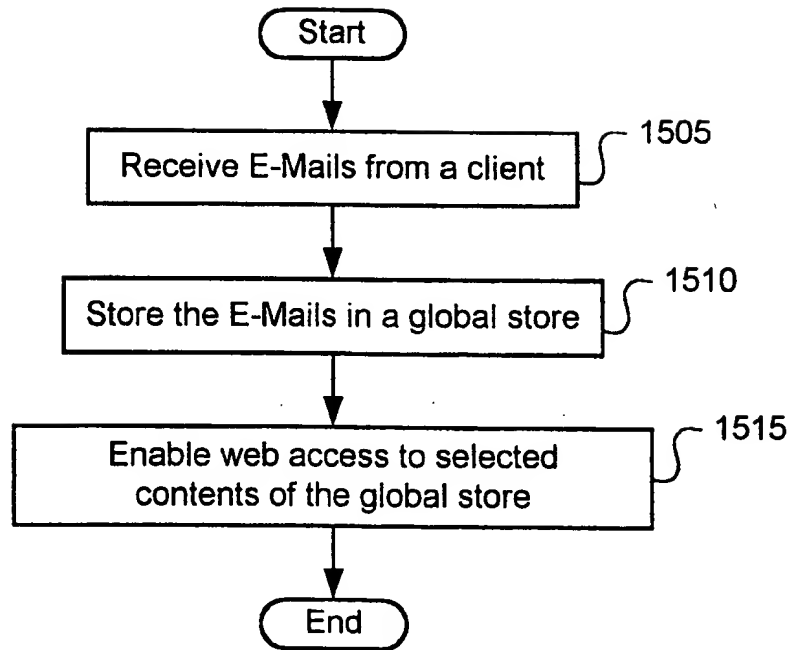 Start
Receive E-Mails from a client
1505
Store the E-Mails in a global store
1510
Enable web access to selected
contents of the global store
1515
End